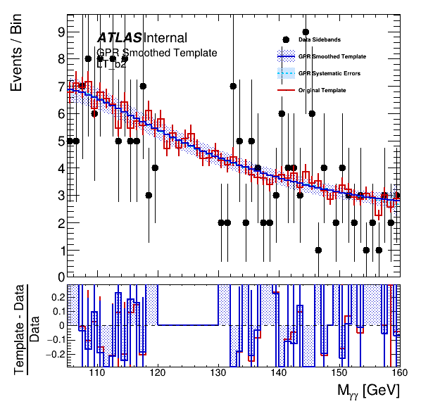 ATLAS Internal
GPR Smoothed Template
Data Sidebands
GPR Smoothed Template
GPR Systematic Errors
Original Template
Events / Bin
9
8
7
6
5
4
3
2
1
0
Template - Data
Data
0.2
0.1
0
−0.1
−0.2
110 120 130 140 150 160
Mγγ [GeV]